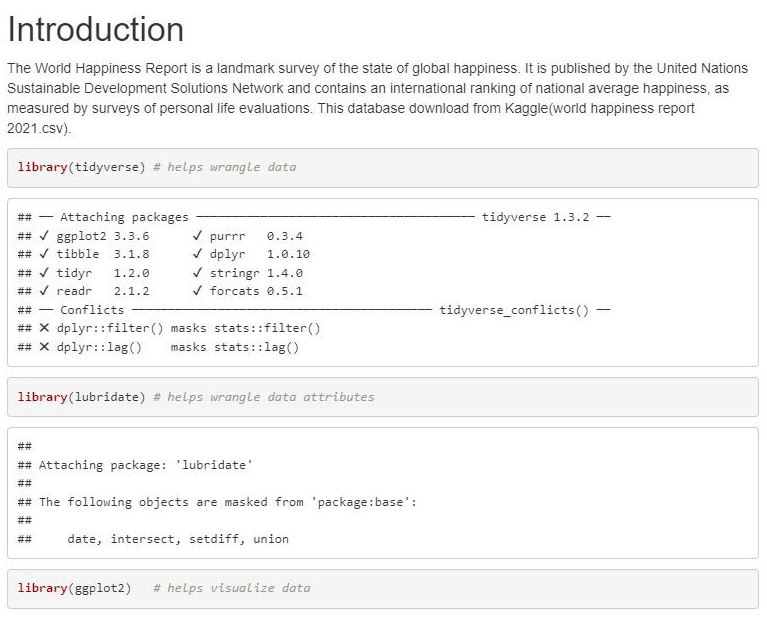 Introduction
The World Happiness Report is a landmark survey of the state of global happiness. It is published by the United Nations
Sustainable Development Solutions Network and contains an international ranking of national average happiness, as
measured by surveys of personal life evaluations. This database download from Kaggle(world happiness report
2021.csv).
library(tidyverse) # helps wrangle data
## ── Attaching packages ─────────────────────────────────────── tidyverse 1.3.2 ──
## ✓ ggplot2 3.3.6      ✓ purrr   0.3.4
## ✓ tibble  3.1.8      ✓ dplyr   1.0.10
## ✓ tidyr   1.2.0      ✓ stringr 1.4.0
## ✓ readr   2.1.2      ✓ forcats 0.5.1
## ── Conflicts ────────────────────────────────────────── tidyverse_conflicts() ──
## ✕ dplyr::filter() masks stats::filter()
## ✕ dplyr::lag()    masks stats::lag()
library(lubridate) # helps wrangle data attributes
##
## Attaching package: 'lubridate'
##
## The following objects are masked from 'package:base':
##
##     date, intersect, setdiff, union
library(ggplot2)   # helps visualize data